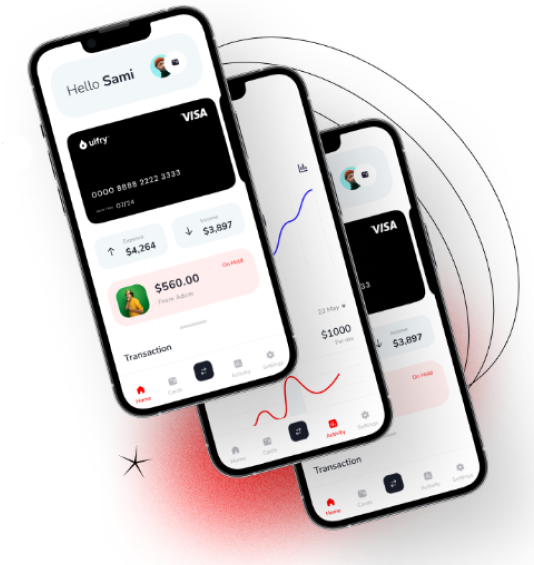 Hello Sami
VISA
uifry
0000 8888 2222 3333
07/24
Expense
$4,264
Income
$3,897
$560.00
From: Adom
On Hold
Transaction
Home
Cards
Activity
Settings
22 May
$1000
Per day
Home
Cards
Activity
Settings
VISA
33
Income
$3,897
On Hold
Transaction
Home
Cards
Activity
Settings